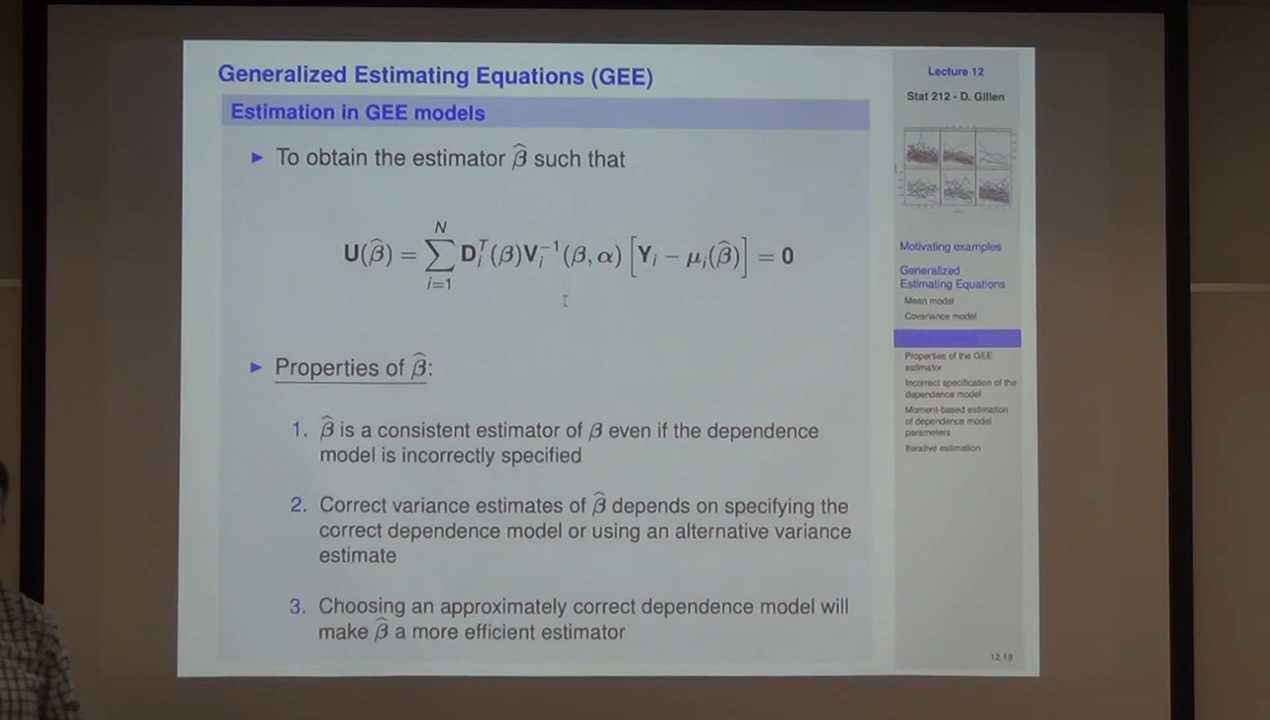 Generalized Estimating Equations (GEE)
Estimation in GEE models
► To obtain the estimator β̂ such that
U(β̂) = ∑_{i=1}^{N} D_i^T(β)V_i^{-1}(β, α) [Y_i − μ_i(β̂)] = 0
► Properties of β̂:
1. β̂ is a consistent estimator of β even if the dependence
model is incorrectly specified
2. Correct variance estimates of β̂ depends on specifying the
correct dependence model or using an alternative variance
estimate
3. Choosing an approximately correct dependence model will
make β̂ a more efficient estimator
Lecture 12
Stat 212 - D. Gillen
Motivating examples
Generalized
Estimating Equations
Mean model
Covariance model
Properties of the GEE
estimator
Incorrect specification of the
dependence model
Moment-based estimation
of dependence model
parameters
Iterative estimation
12.19